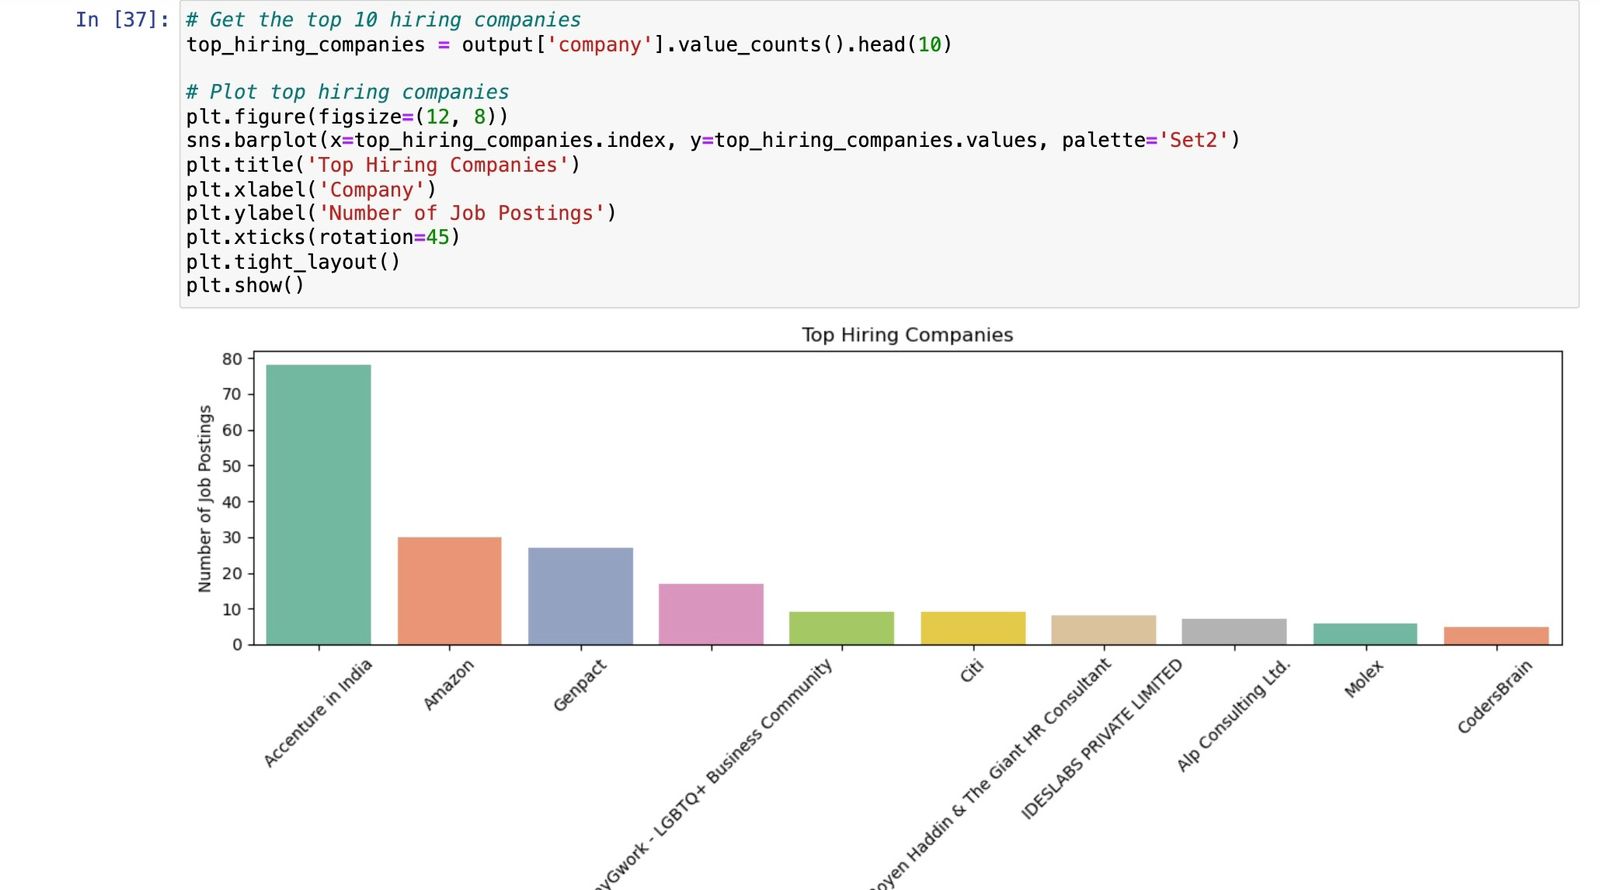 In [37]:
# Get the top 10 hiring companies
top_hiring_companies = output['company'].value_counts().head(10)
# Plot top hiring companies
plt.figure(figsize=(12, 8))
sns.barplot(x=top_hiring_companies.index, y=top_hiring_companies.values, palette='Set2')
plt.title('Top Hiring Companies')
plt.xlabel('Company')
plt.ylabel('Number of Job Postings')
plt.xticks(rotation=45)
plt.tight_layout()
plt.show()
Top Hiring Companies
Number of Job Postings
80
70
60
50
40
30
20
10
0
Accenture in India
Amazon
Genpact
- LGBTQ+ Business Community
Citi
Haddin & The Giant HR Consultant
IDESLABS PRIVATE LIMITED
Alp Consulting Ltd.
Molex
CodersBrain